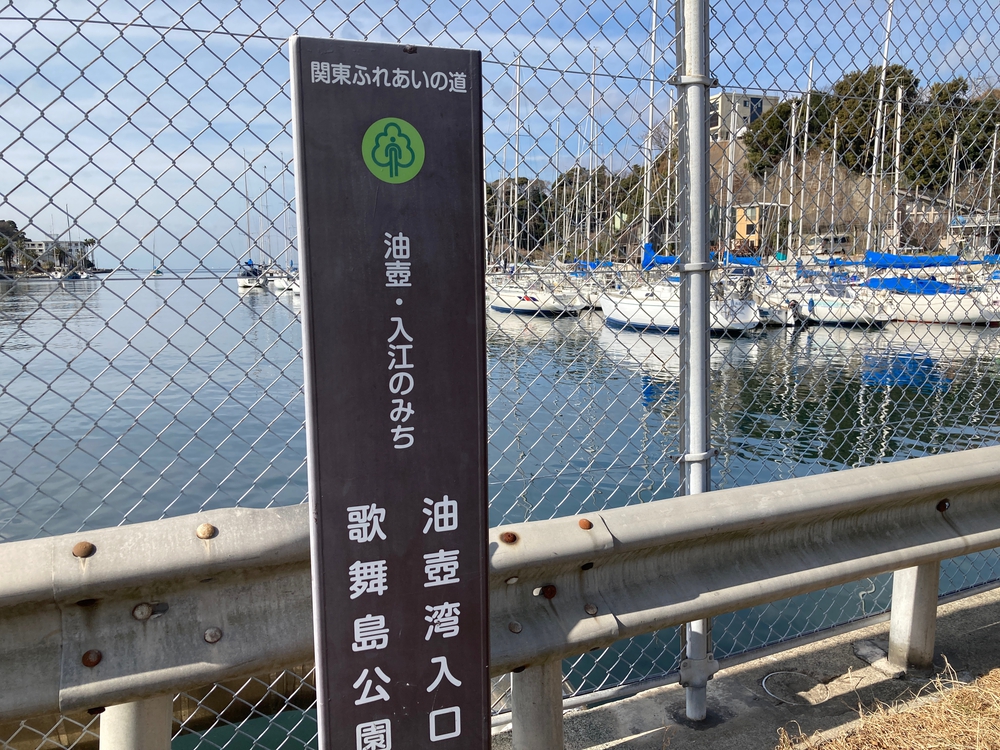 関東ふれあいの道
油壺・入江のみち
油壺湾入口
歌舞島公園